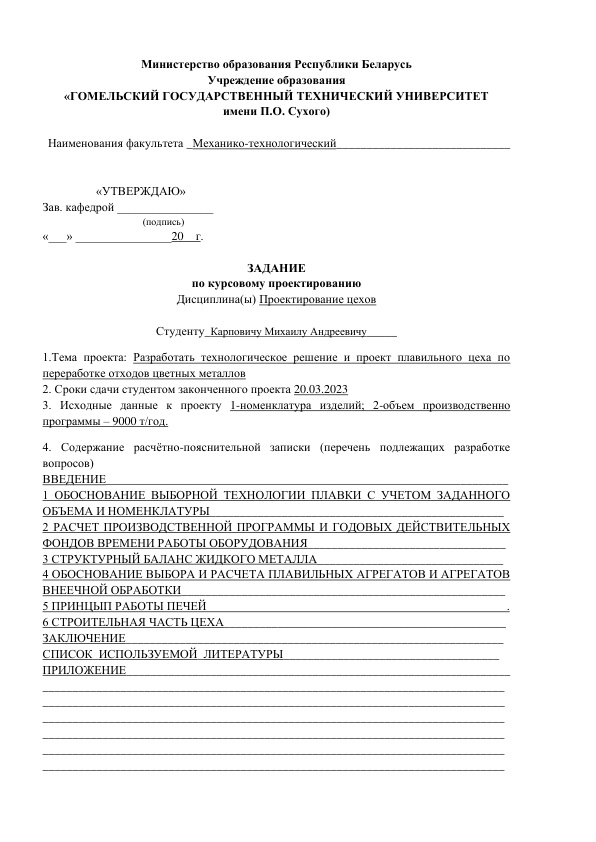 Министерство образования Республики Беларусь
Учреждение образования
«ГОМЕЛЬСКИЙ ГОСУДАРСТВЕННЫЙ ТЕХНИЧЕСКИЙ УНИВЕРСИТЕТ
имени П.О. Сухого)
Наименования факультета _Механико-технологический_____________________________
«УТВЕРЖДАЮ»
Зав. кафедрой ________________
(подпись)
«___» ________________20__г.
ЗАДАНИЕ
по курсовому проектированию
Дисциплина(ы) Проектирование цехов
Студенту_Карповичу Михаилу Андреевичу_____
1.Тема проекта: Разработать технологическое решение и проект плавильного цеха по
переработке отходов цветных металлов
2. Сроки сдачи студентом законченного проекта 20.03.2023
3. Исходные данные к проекту 1-номенклатура изделий; 2-объем производственно
программы – 9000 т/год.
4. Содержание расчётно-пояснительной записки (перечень подлежащих разработке
вопросов)
ВВЕДЕНИЕ
1 ОБОСНОВАНИЕ ВЫБОРНОЙ ТЕХНОЛОГИИ ПЛАВКИ С УЧЕТОМ ЗАДАННОГО
ОБЪЕМА И НОМЕНКЛАТУРЫ
2 РАСЧЕТ ПРОИЗВОДСТВЕННОЙ ПРОГРАММЫ И ГОДОВЫХ ДЕЙСТВИТЕЛЬНЫХ
ФОНДОВ ВРЕМЕНИ РАБОТЫ ОБОРУДОВАНИЯ
3 СТРУКТУРНЫЙ БАЛАНС ЖИДКОГО МЕТАЛЛА
4 ОБОСНОВАНИЕ ВЫБОРА И РАСЧЕТА ПЛАВИЛЬНЫХ АГРЕГАТОВ И АГРЕГАТОВ
ВНЕЕЧНОЙ ОБРАБОТКИ
5 ПРИНЦЫП РАБОТЫ ПЕЧЕЙ .
6 СТРОИТЕЛЬНАЯ ЧАСТЬ ЦЕХА
ЗАКЛЮЧЕНИЕ
СПИСОК ИСПОЛЬЗУЕМОЙ ЛИТЕРАТУРЫ
ПРИЛОЖЕНИЕ